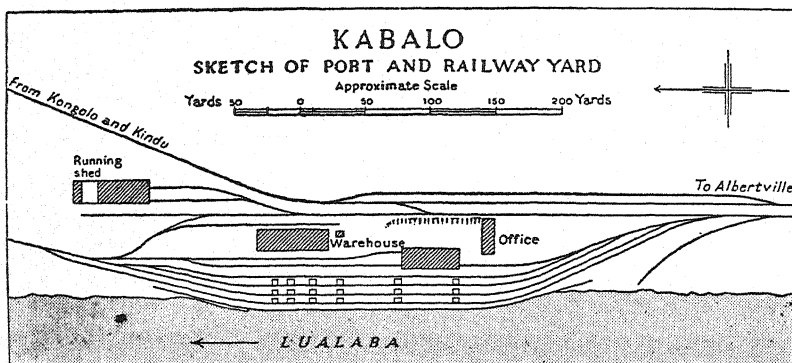 KABALO
SKETCH OF PORT AND RAILWAY YARD
Approximate Scale
Yards 50 0 50 100 150 200 Yards
From Kongolo and Kindu
Running
shed
To Albertville
Warehouse
Office
LUALABA